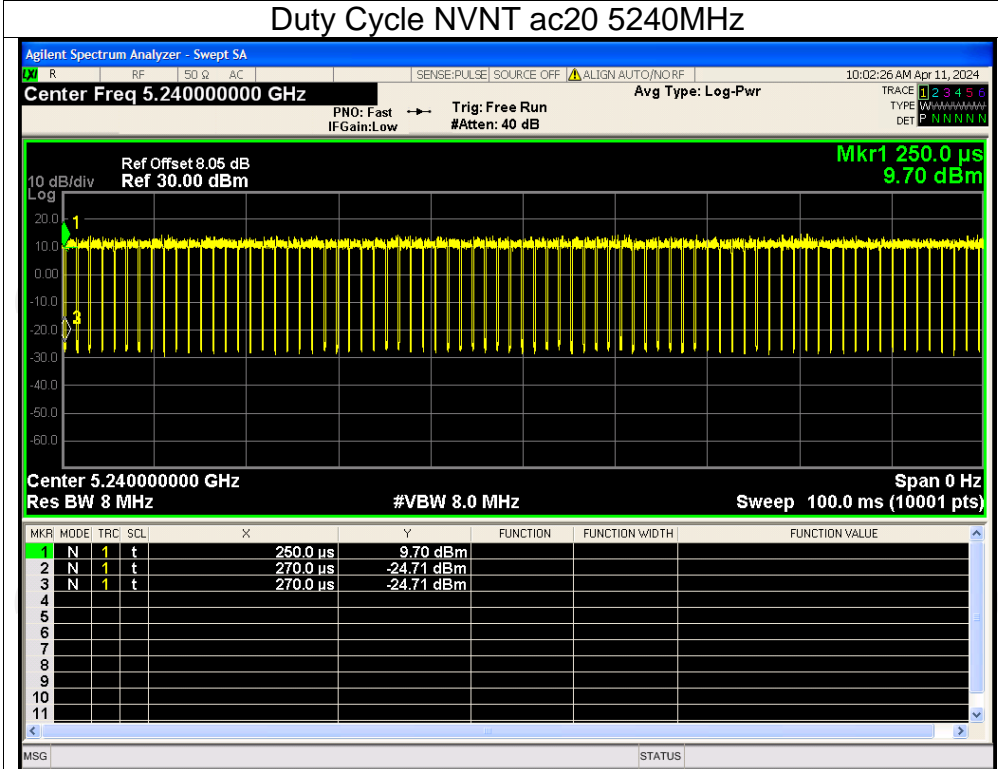 Duty Cycle NVNT ac20 5240MHz
Agilent Spectrum Analyzer - Swept SA
LXI R RF 50 Ω AC SENSE:PULSE SOURCE OFF ALIGN AUTO/NO RF 10:02:26 AM Apr 11, 2024
Center Freq 5.240000000 GHz Avg Type: Log-Pwr TRACE 1 2 3 4 5 6
PNO: Fast Trig: Free Run TYPE WWWWWW
IFGain:Low #Atten: 40 dB DET P N N N N N
Mkr1 250.0 µs
Ref Offset 8.05 dB
10 dB/div Ref 30.00 dBm 9.70 dBm
Log
20.0
1
10.0
0.00
-10.0
-20.0
-30.0
-40.0
-50.0
-60.0
Center 5.240000000 GHz Span 0 Hz
Res BW 8 MHz #VBW 8.0 MHz Sweep 100.0 ms (10001 pts)
MKR MODE TRC SCL X Y FUNCTION FUNCTION WIDTH FUNCTION VALUE
1 N 1 t 250.0 µs 9.70 dBm
2 N 1 t 270.0 µs -24.71 dBm
3 N 1 t 270.0 µs -24.71 dBm
4
5
6
7
8
9
10
11
MSG STATUS